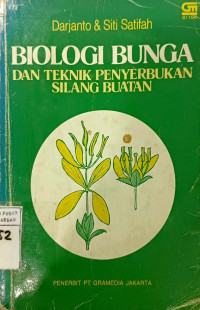 Darjanto & Siti Satifah
BIOLOGI BUNGA
DAN TEKNIK PENYERBUKAN
SILANG BUATAN
PENERBIT PT GRAMEDIA JAKARTA